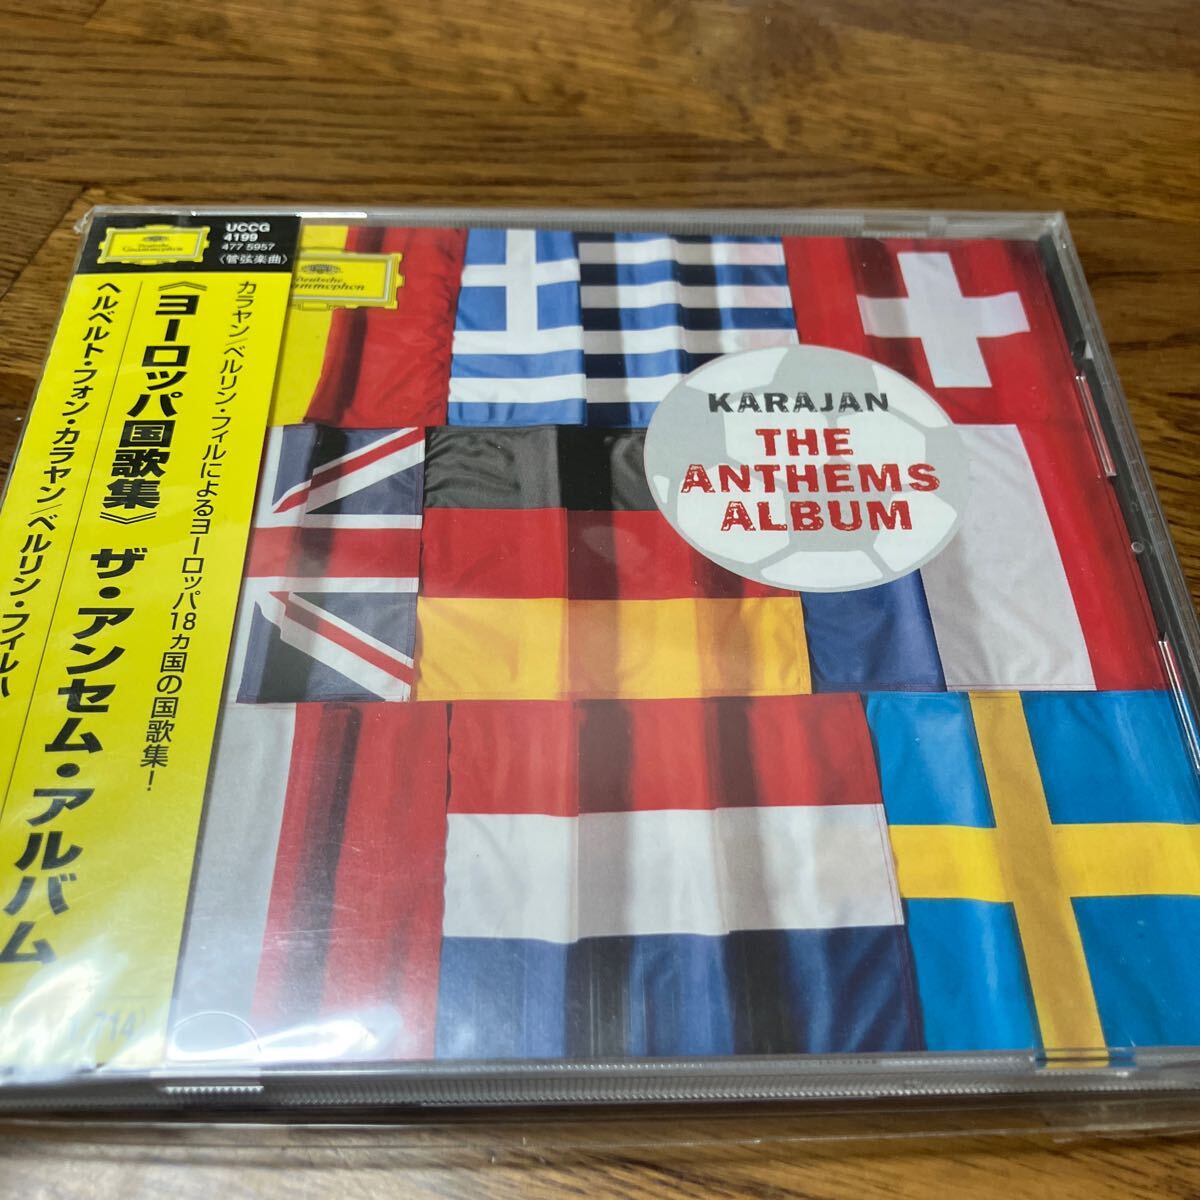 Deutsche
Grammophon
UCCG
4199
477 5957
〈管弦楽曲〉
カラヤン/ベルリン・フィルによるヨーロッパ18ヵ国の国歌集!
《ヨーロッパ国歌集》 ザ・アンセム・アルバム
ヘルベルト・フォン・カラヤン/ベルリン・フィルハ
Deutsche
KARAJAN
THE
ANTHEMS
ALBUM